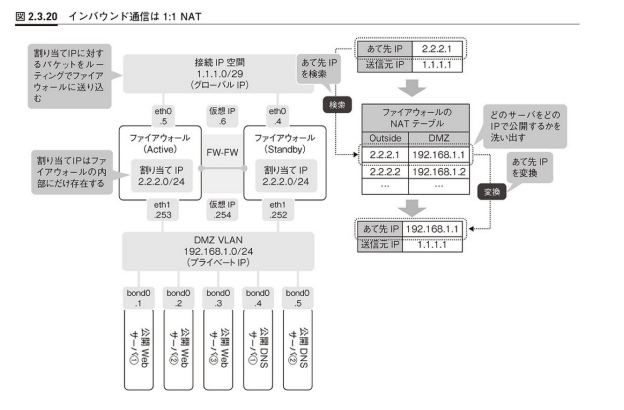 図 2.3.20 インバウンド通信は 1:1 NAT
割り当てIPに対す
るパケットをルー
ティングでファイア
ウォールに送り込
む
接続 IP 空間
1.1.1.0/29
(グローバル IP)
eth0
.5
仮想 IP
.6
eth0
.4
ファイアウォール
(Active)
割り当て IP
2.2.2.0/24
FW-FW
ファイアウォール
(Standby)
割り当て IP
2.2.2.0/24
割り当てIPはファ
イアウォールの内
部にだけ存在する
eth1
.253
仮想 IP
.254
eth1
.252
DMZ VLAN
192.168.1.0/24
(プライベート IP)
bond0
.1
bond0
.2
bond0
.3
bond0
.4
bond0
.5
公開 Web
サーバ①
公開 Web
サーバ②
公開 Web
サーバ③
公開 DNS
サーバ①
公開 DNS
サーバ②
あて先 IP
を検索
検索
あて先 IP 2.2.2.1
送信元 IP 1.1.1.1
ファイアウォールの
NAT テーブル
Outside DMZ
2.2.2.1 192.168.1.1
2.2.2.2 192.168.1.2
… …
どのサーバをどの
IPで公開するかを
洗い出す
あて先 IP
を変換
変換
あて先 IP 192.168.1.1
送信元 IP 1.1.1.1